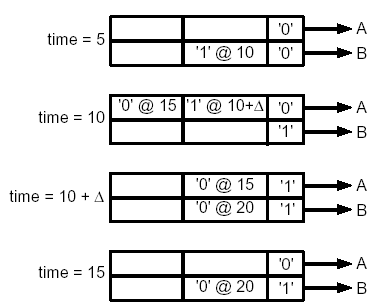 '0' A
time = 5
'1' @ 10 '0' B
'0' @ 15 '1' @ 10+Δ '0' A
time = 10
'1' B
'0' @ 15 '1' A
time = 10 + Δ
'0' @ 20 '1' B
'0' A
time = 15
'0' @ 20 '1' B